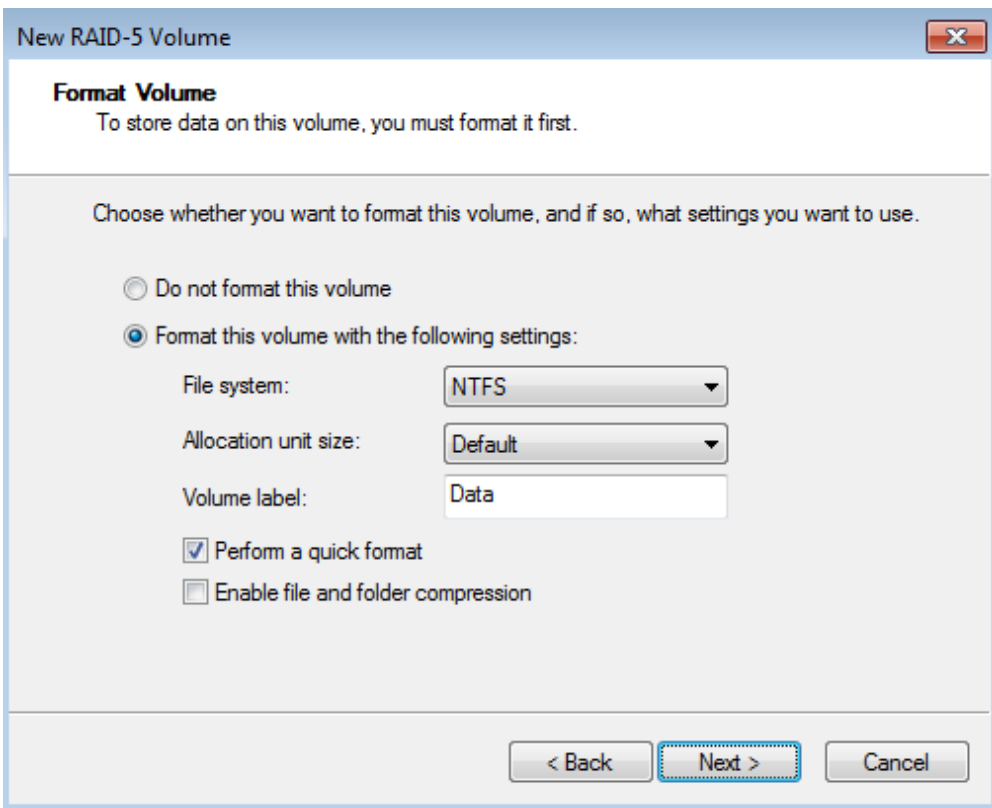 New RAID-5 Volume
Format Volume
To store data on this volume, you must format it first.
Choose whether you want to format this volume, and if so, what settings you want to use.
Do not format this volume
Format this volume with the following settings:
File system: NTFS
Allocation unit size: Default
Volume label: Data
Perform a quick format
Enable file and folder compression
< Back Next > Cancel